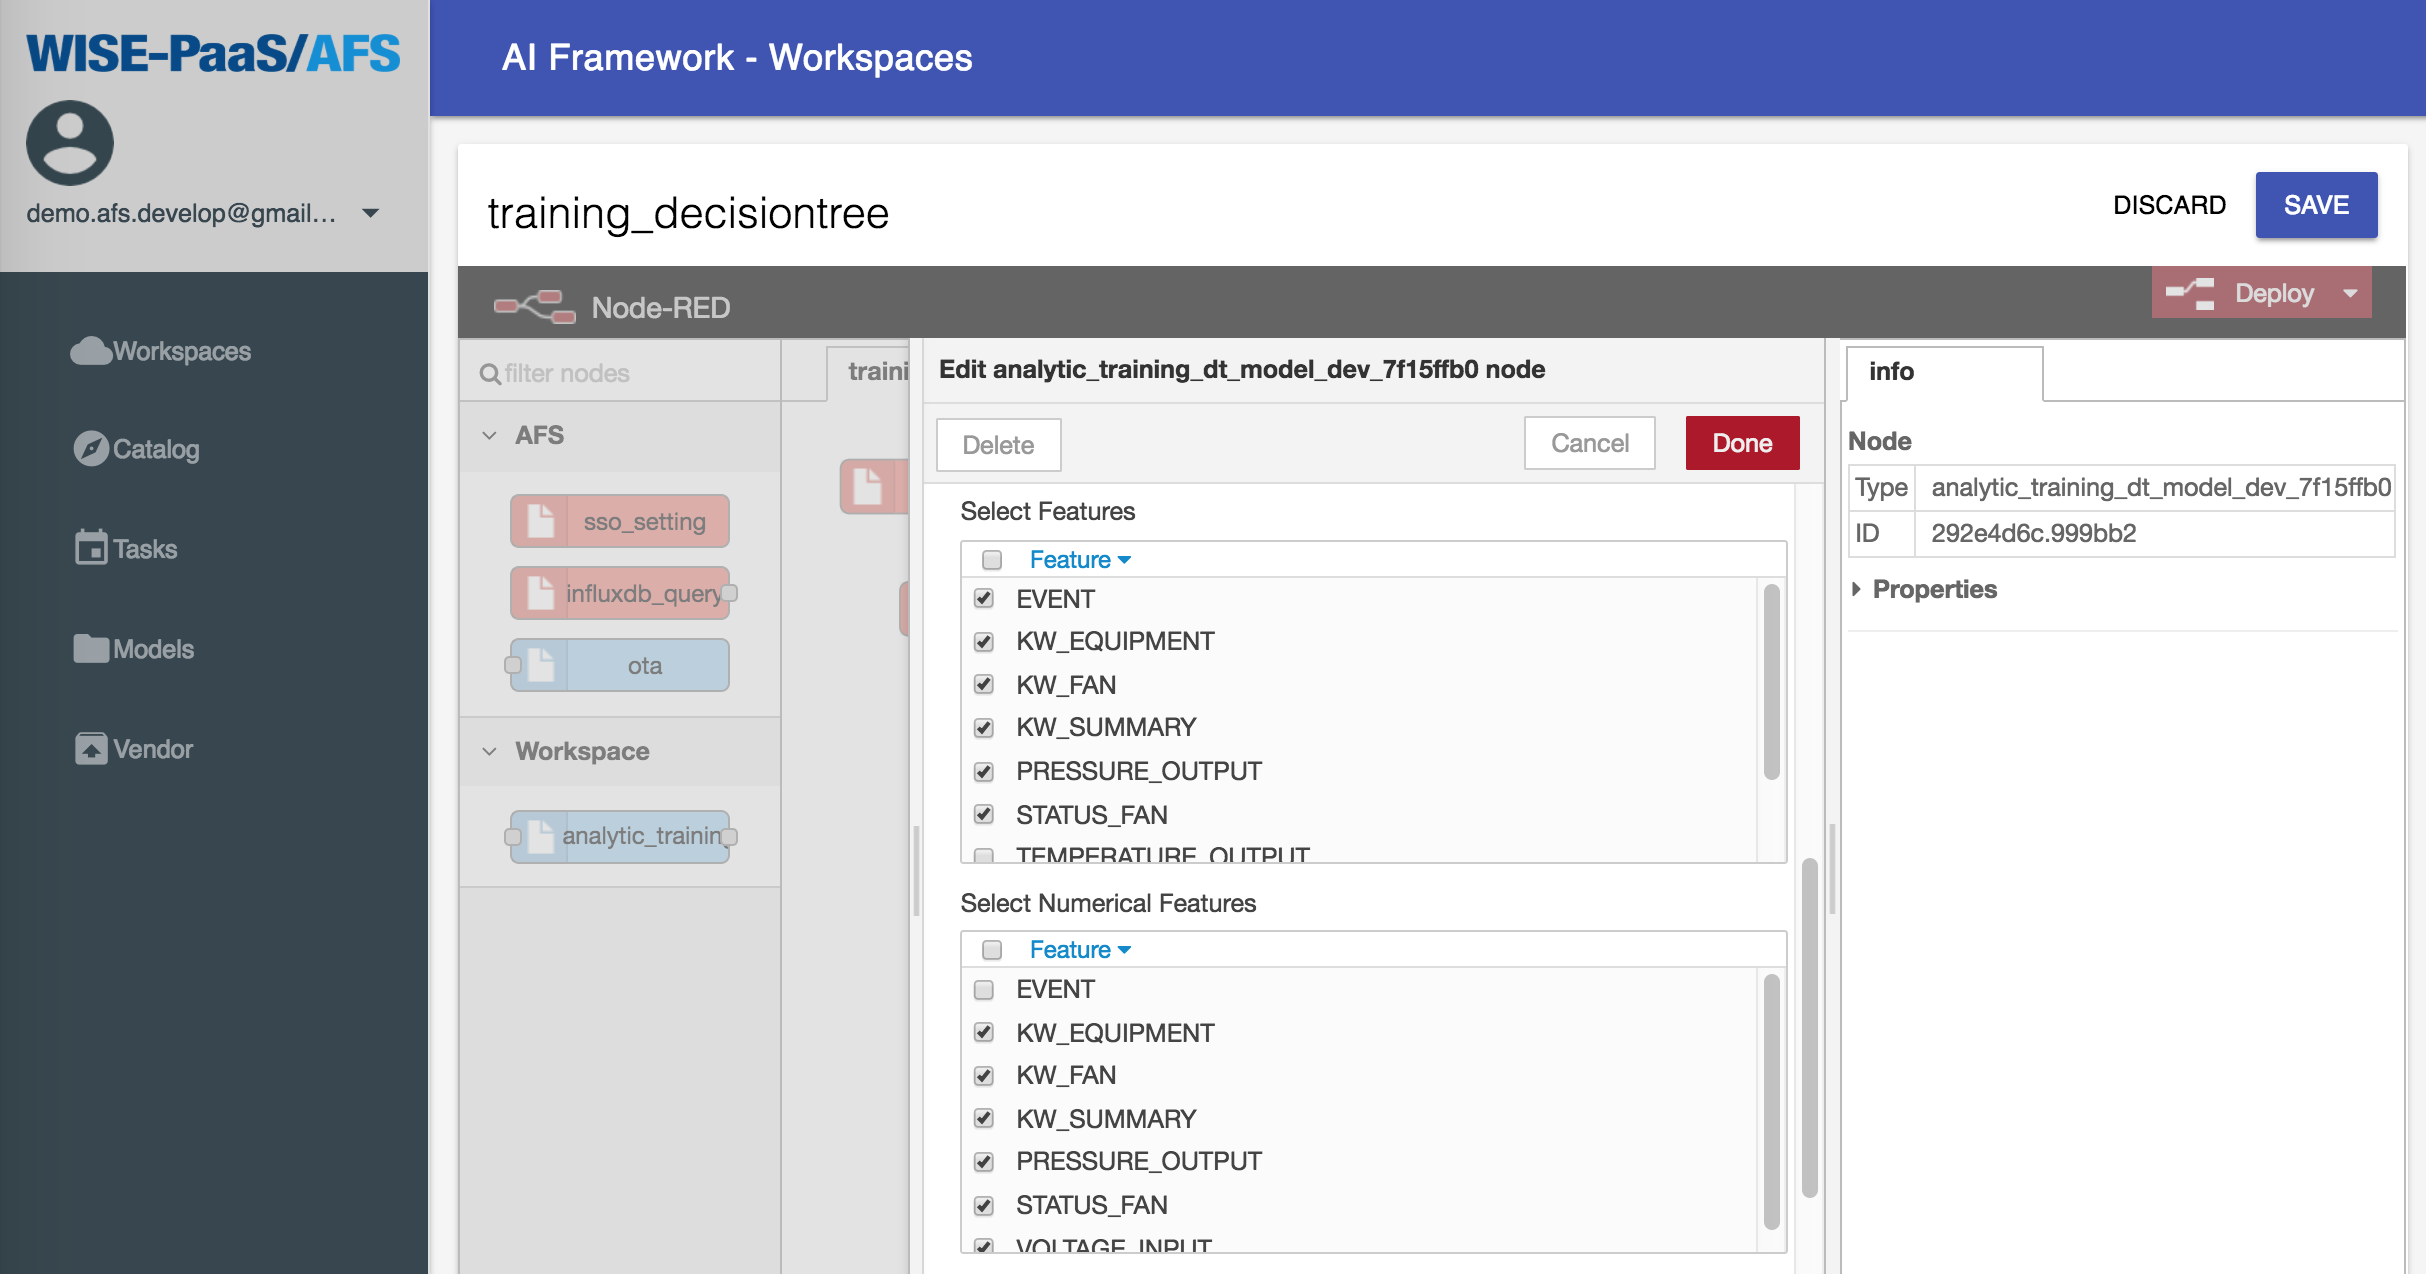 WISE-PaaS/AFS
demo.afs.develop@gmail...
Workspaces
Catalog
Tasks
Models
Vendor
AI Framework - Workspaces
training_decisiontree
DISCARD
SAVE
Node-RED
Deploy
filter nodes
AFS
sso_setting
influxdb_query
ota
Workspace
analytic_trainin
traini
Edit analytic_training_dt_model_dev_7f15ffb0 node
Delete
Cancel
Done
Select Features
Feature
EVENT
KW_EQUIPMENT
KW_FAN
KW_SUMMARY
PRESSURE_OUTPUT
STATUS_FAN
TEMPERATURE_OUTPUT
Select Numerical Features
Feature
EVENT
KW_EQUIPMENT
KW_FAN
KW_SUMMARY
PRESSURE_OUTPUT
STATUS_FAN
VOLTAGE_INPUT
info
Node
Type analytic_training_dt_model_dev_7f15ffb0
ID 292e4d6c.999bb2
Properties